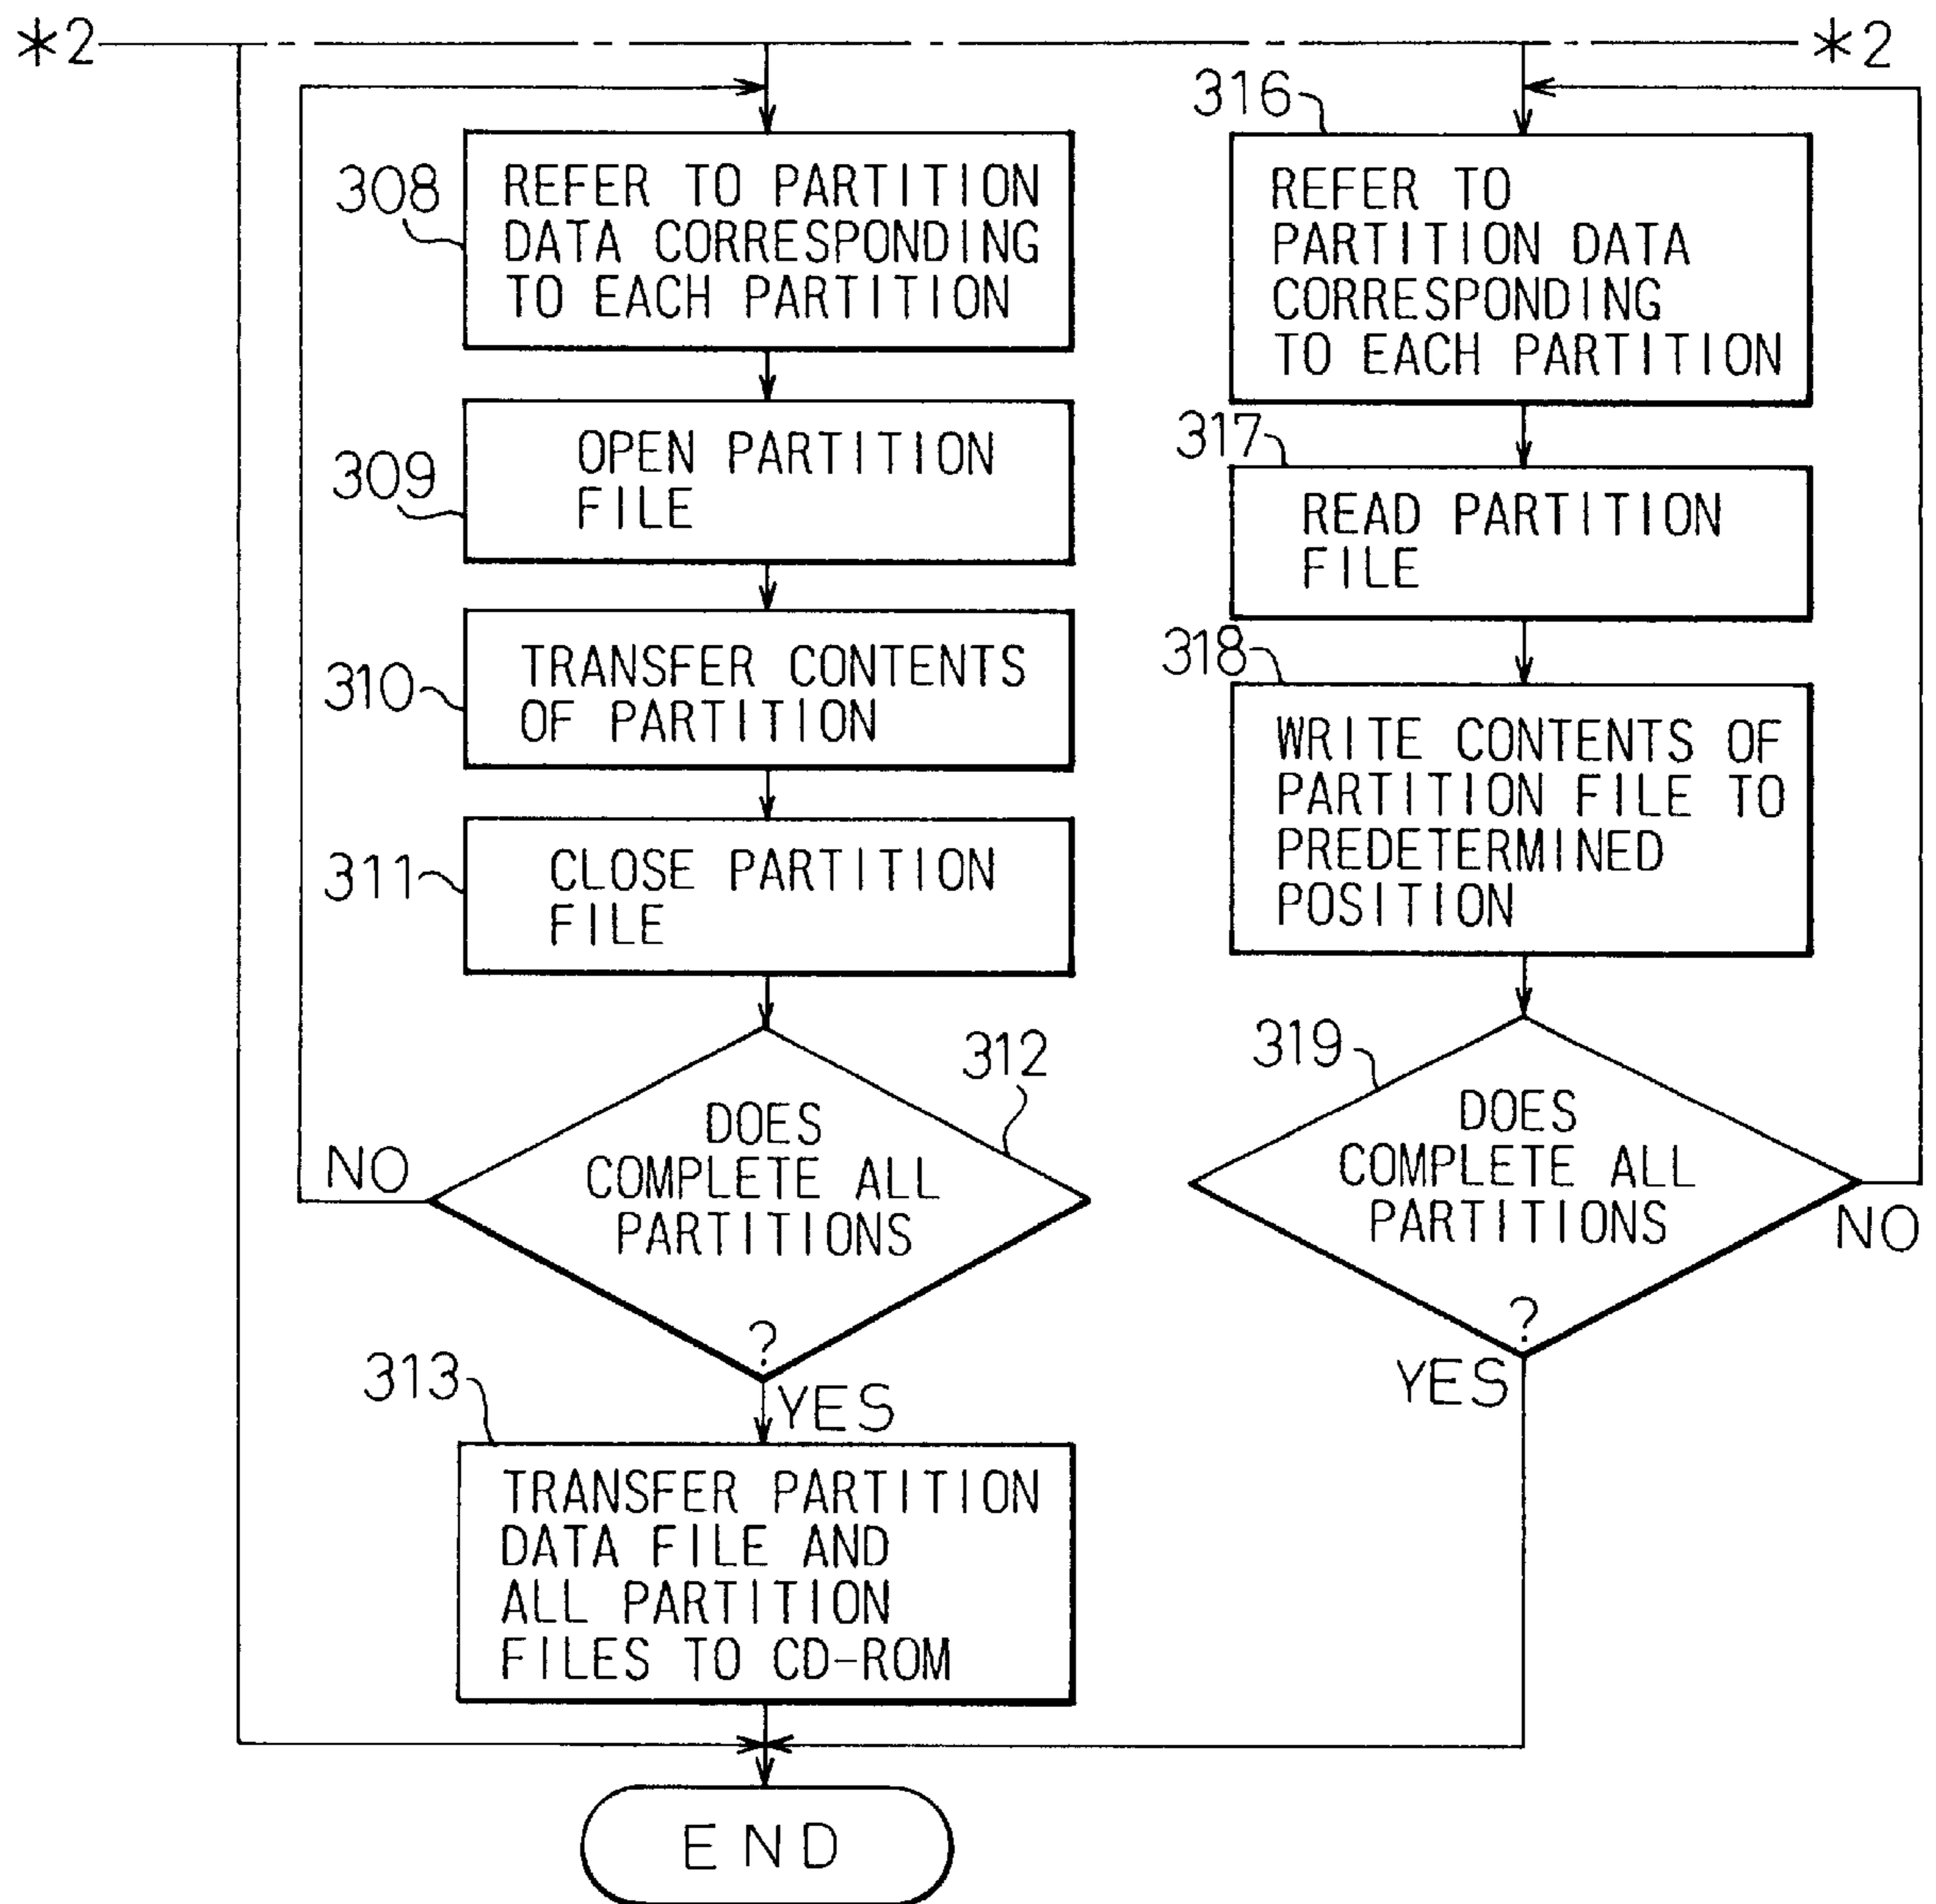 *2
*2
308
REFER TO PARTITION
DATA CORRESPONDING
TO EACH PARTITION
309
OPEN PARTITION
FILE
310
TRANSFER CONTENTS
OF PARTITION
311
CLOSE PARTITION
FILE
312
DOES
COMPLETE ALL
PARTITIONS
?
NO
YES
313
TRANSFER PARTITION
DATA FILE AND
ALL PARTITION
FILES TO CD-ROM
316
REFER TO
PARTITION DATA
CORRESPONDING
TO EACH PARTITION
317
READ PARTITION
FILE
318
WRITE CONTENTS OF
PARTITION FILE TO
PREDETERMINED
POSITION
319
DOES
COMPLETE ALL
PARTITIONS
?
NO
YES
END